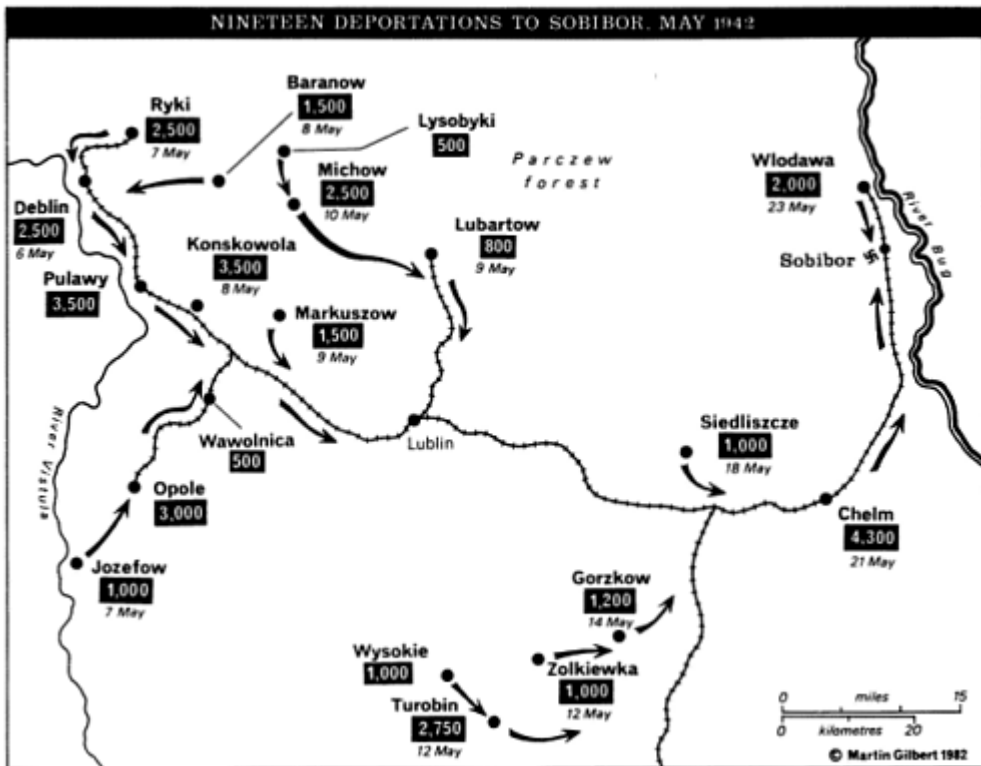 NINETEEN DEPORTATIONS TO SOBIBOR, MAY 1942
Ryki
2,500
7 May
Baranow
1,500
8 May
Lysobyki
500
Michow
2,500
10 May
Parczew
forest
Wlodawa
2,000
23 May
River Bug
Deblin
2,500
6 May
Konskowola
3,500
8 May
Lubartow
800
9 May
Sobibor
Pulawy
3,500
Markuszow
1,500
9 May
River Vistula
Wawolnica
500
Lublin
Siedliszcze
1,000
18 May
Opole
3,000
Chelm
4,300
21 May
Jozefow
1,000
7 May
Gorzkow
1,200
14 May
Wysokie
1,000
Zolkiewka
1,000
12 May
Turobin
2,750
12 May
0 miles 15
0 kilometres 20
© Martin Gilbert 1982